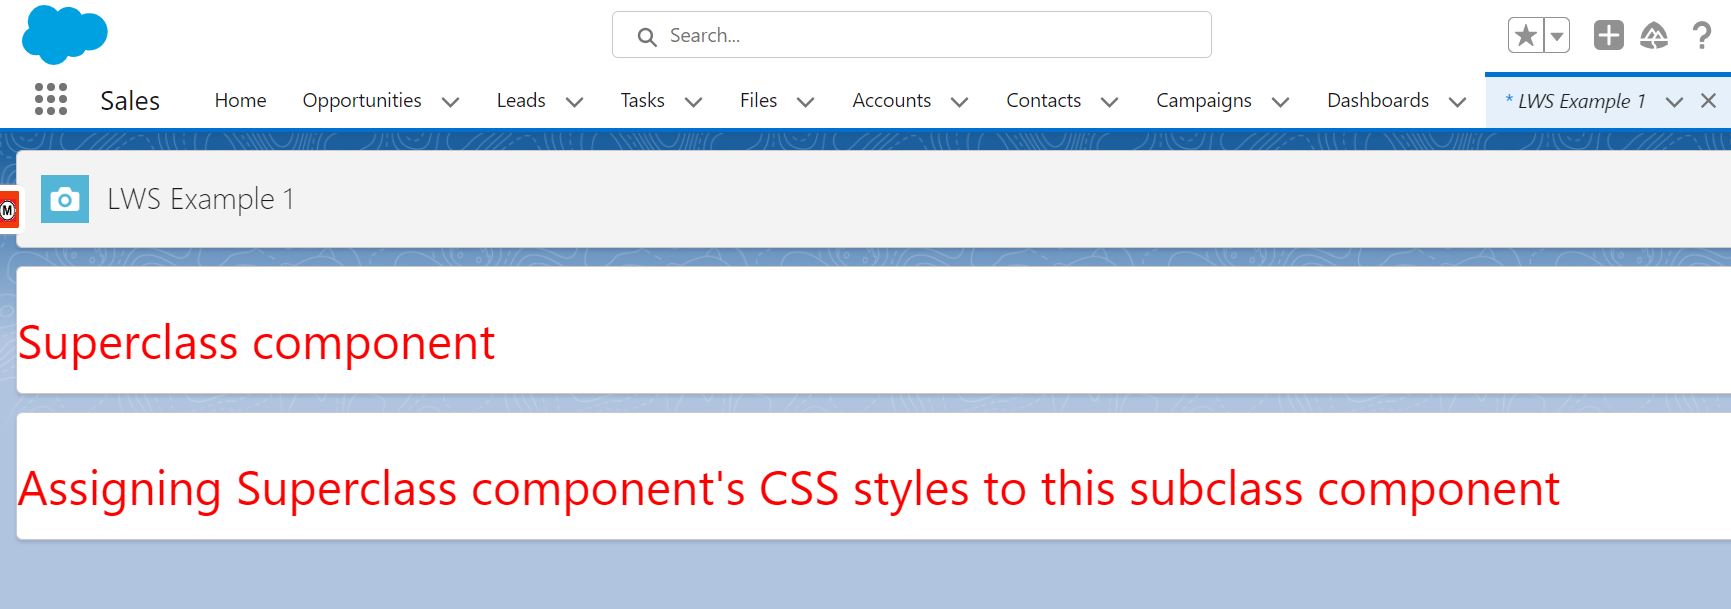 Search...
Sales Home Opportunities Leads Tasks Files Accounts Contacts Campaigns Dashboards * LWS Example 1
M
LWS Example 1
Superclass component
Assigning Superclass component's CSS styles to this subclass component